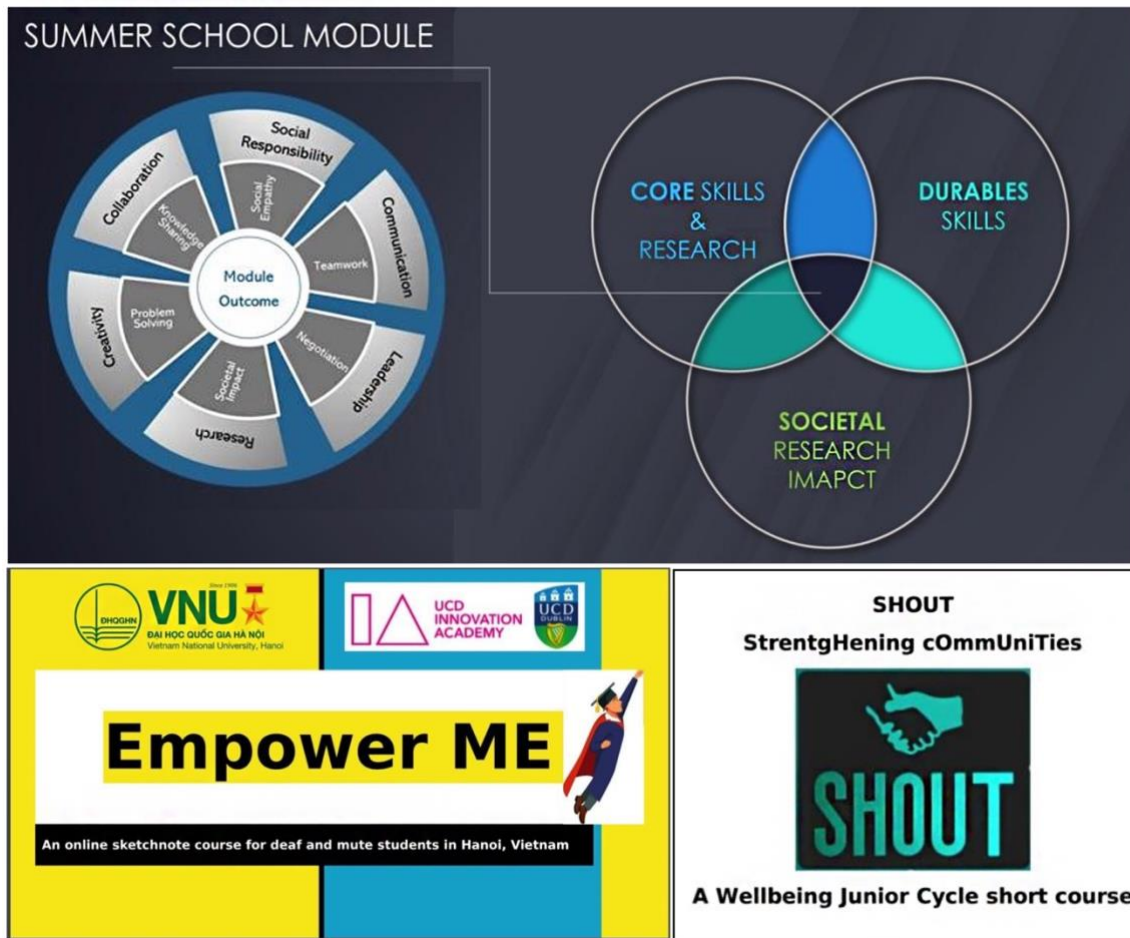 SUMMER SCHOOL MODULE
Social
Responsibility
Social
Empathy
Communication
Teamwork
Leadership
Negotiation
Research
Societal
Impact
Creativity
Problem
Solving
Collaboration
Knowledge
Sharing
Module
Outcome
CORE SKILLS
&
RESEARCH
DURABLES
SKILLS
SOCIETAL
RESEARCH
IMAPCT
ĐHQGHN
Since 1906
VNU
ĐẠI HỌC QUỐC GIA HÀ NỘI
Vietnam National University, Hanoi
UCD
INNOVATION
ACADEMY
UCD
DUBLIN
Empower ME
An online sketchnote course for deaf and mute students in Hanoi, Vietnam
SHOUT
StrentgHening cOmmUniTies
SHOUT
A Wellbeing Junior Cycle short course